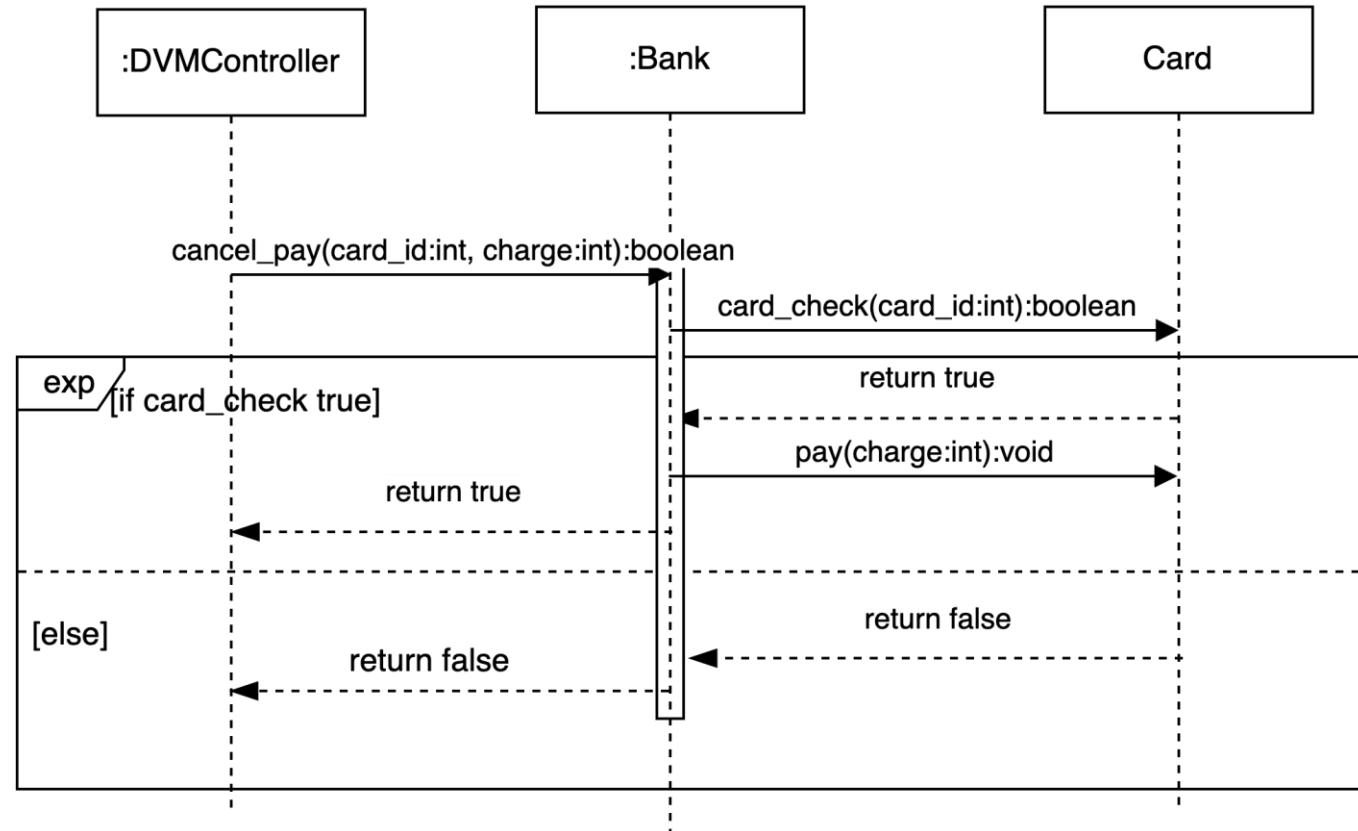 :DVMController
:Bank
Card
cancel_pay(card_id:int, charge:int):boolean
card_check(card_id:int):boolean
exp
[if card_check true]
return true
pay(charge:int):void
return true
[else]
return false
return false